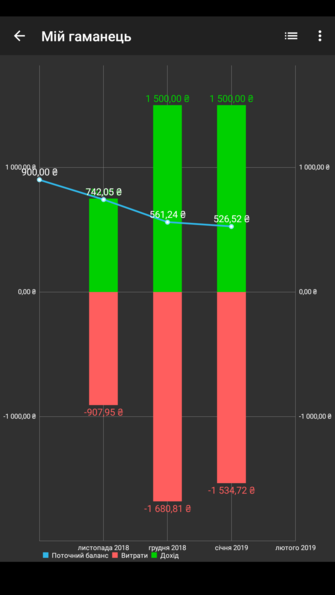 Мій гаманець
1 500,00 ₴ 1 500,00 ₴
1 000,00 ₴ 1 000,00 ₴
900,00 ₴
742,05 ₴
561,24 ₴
526,52 ₴
0,00 ₴ 0,00 ₴
-907,95 ₴
-1 000,00 ₴ -1 000,00 ₴
-1 534,72 ₴
-1 680,81 ₴
листопада 2018 грудня 2018 січня 2019 лютого 2019
Поточний баланс Витрати Дохід